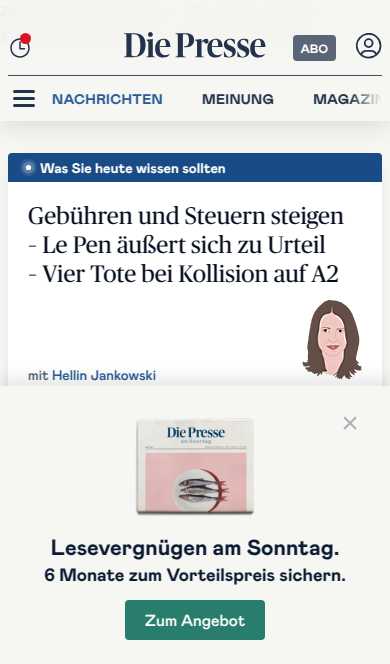 Die Presse
ABO
NACHRICHTEN MEINUNG MAGAZIN
Was Sie heute wissen sollten
Gebühren und Steuern steigen
- Le Pen äußert sich zu Urteil
- Vier Tote bei Kollision auf A2
mit Hellin Jankowski
Die Presse
am Sonntag
Lesevergnügen am Sonntag.
6 Monate zum Vorteilspreis sichern.
Zum Angebot